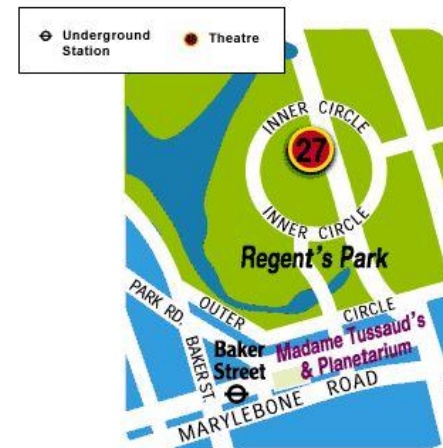 Underground
Station
Theatre
INNER CIRCLE
27
INNER CIRCLE
Regent's Park
PARK RD.
OUTER
CIRCLE
BAKER ST.
Baker
Street
Madame Tussaud's
& Planetarium
MARYLEBONE ROAD